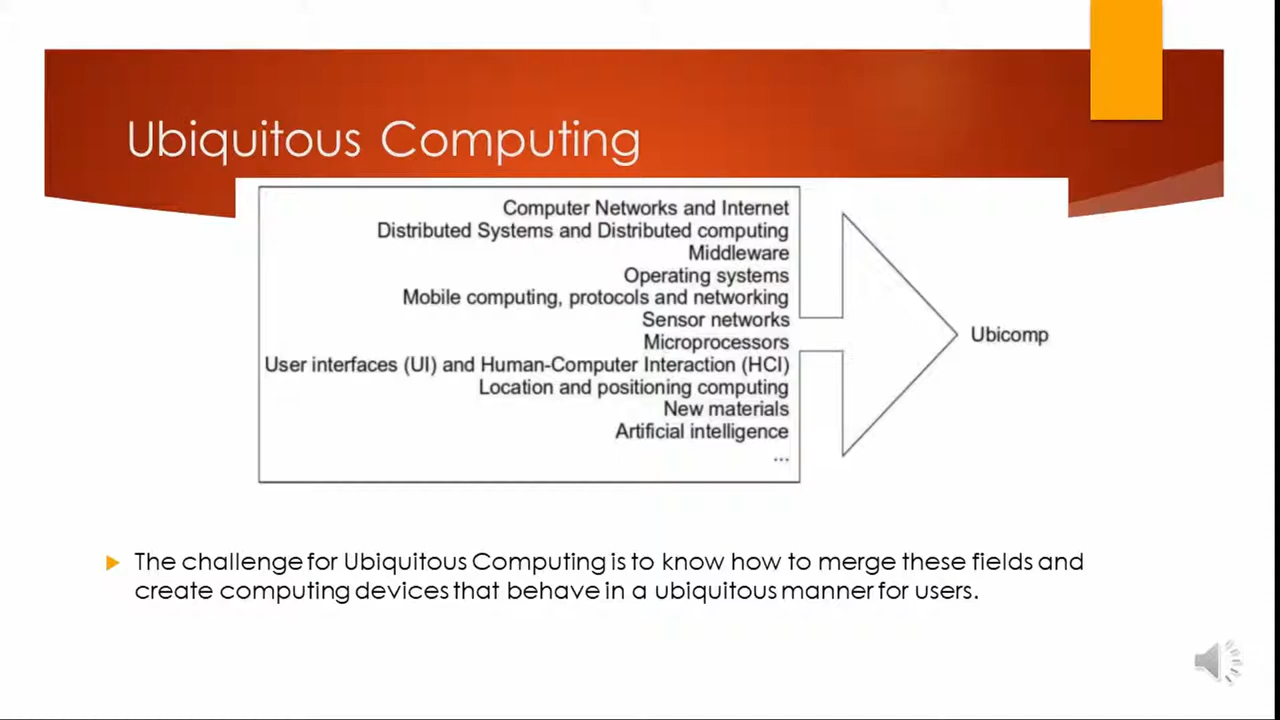 Ubiquitous Computing
Computer Networks and Internet
Distributed Systems and Distributed computing
Middleware
Operating systems
Mobile computing, protocols and networking
Sensor networks
Microprocessors
User interfaces (UI) and Human-Computer Interaction (HCI)
Location and positioning computing
New materials
Artificial intelligence
...
Ubicomp
The challenge for Ubiquitous Computing is to know how to merge these fields and
create computing devices that behave in a ubiquitous manner for users.